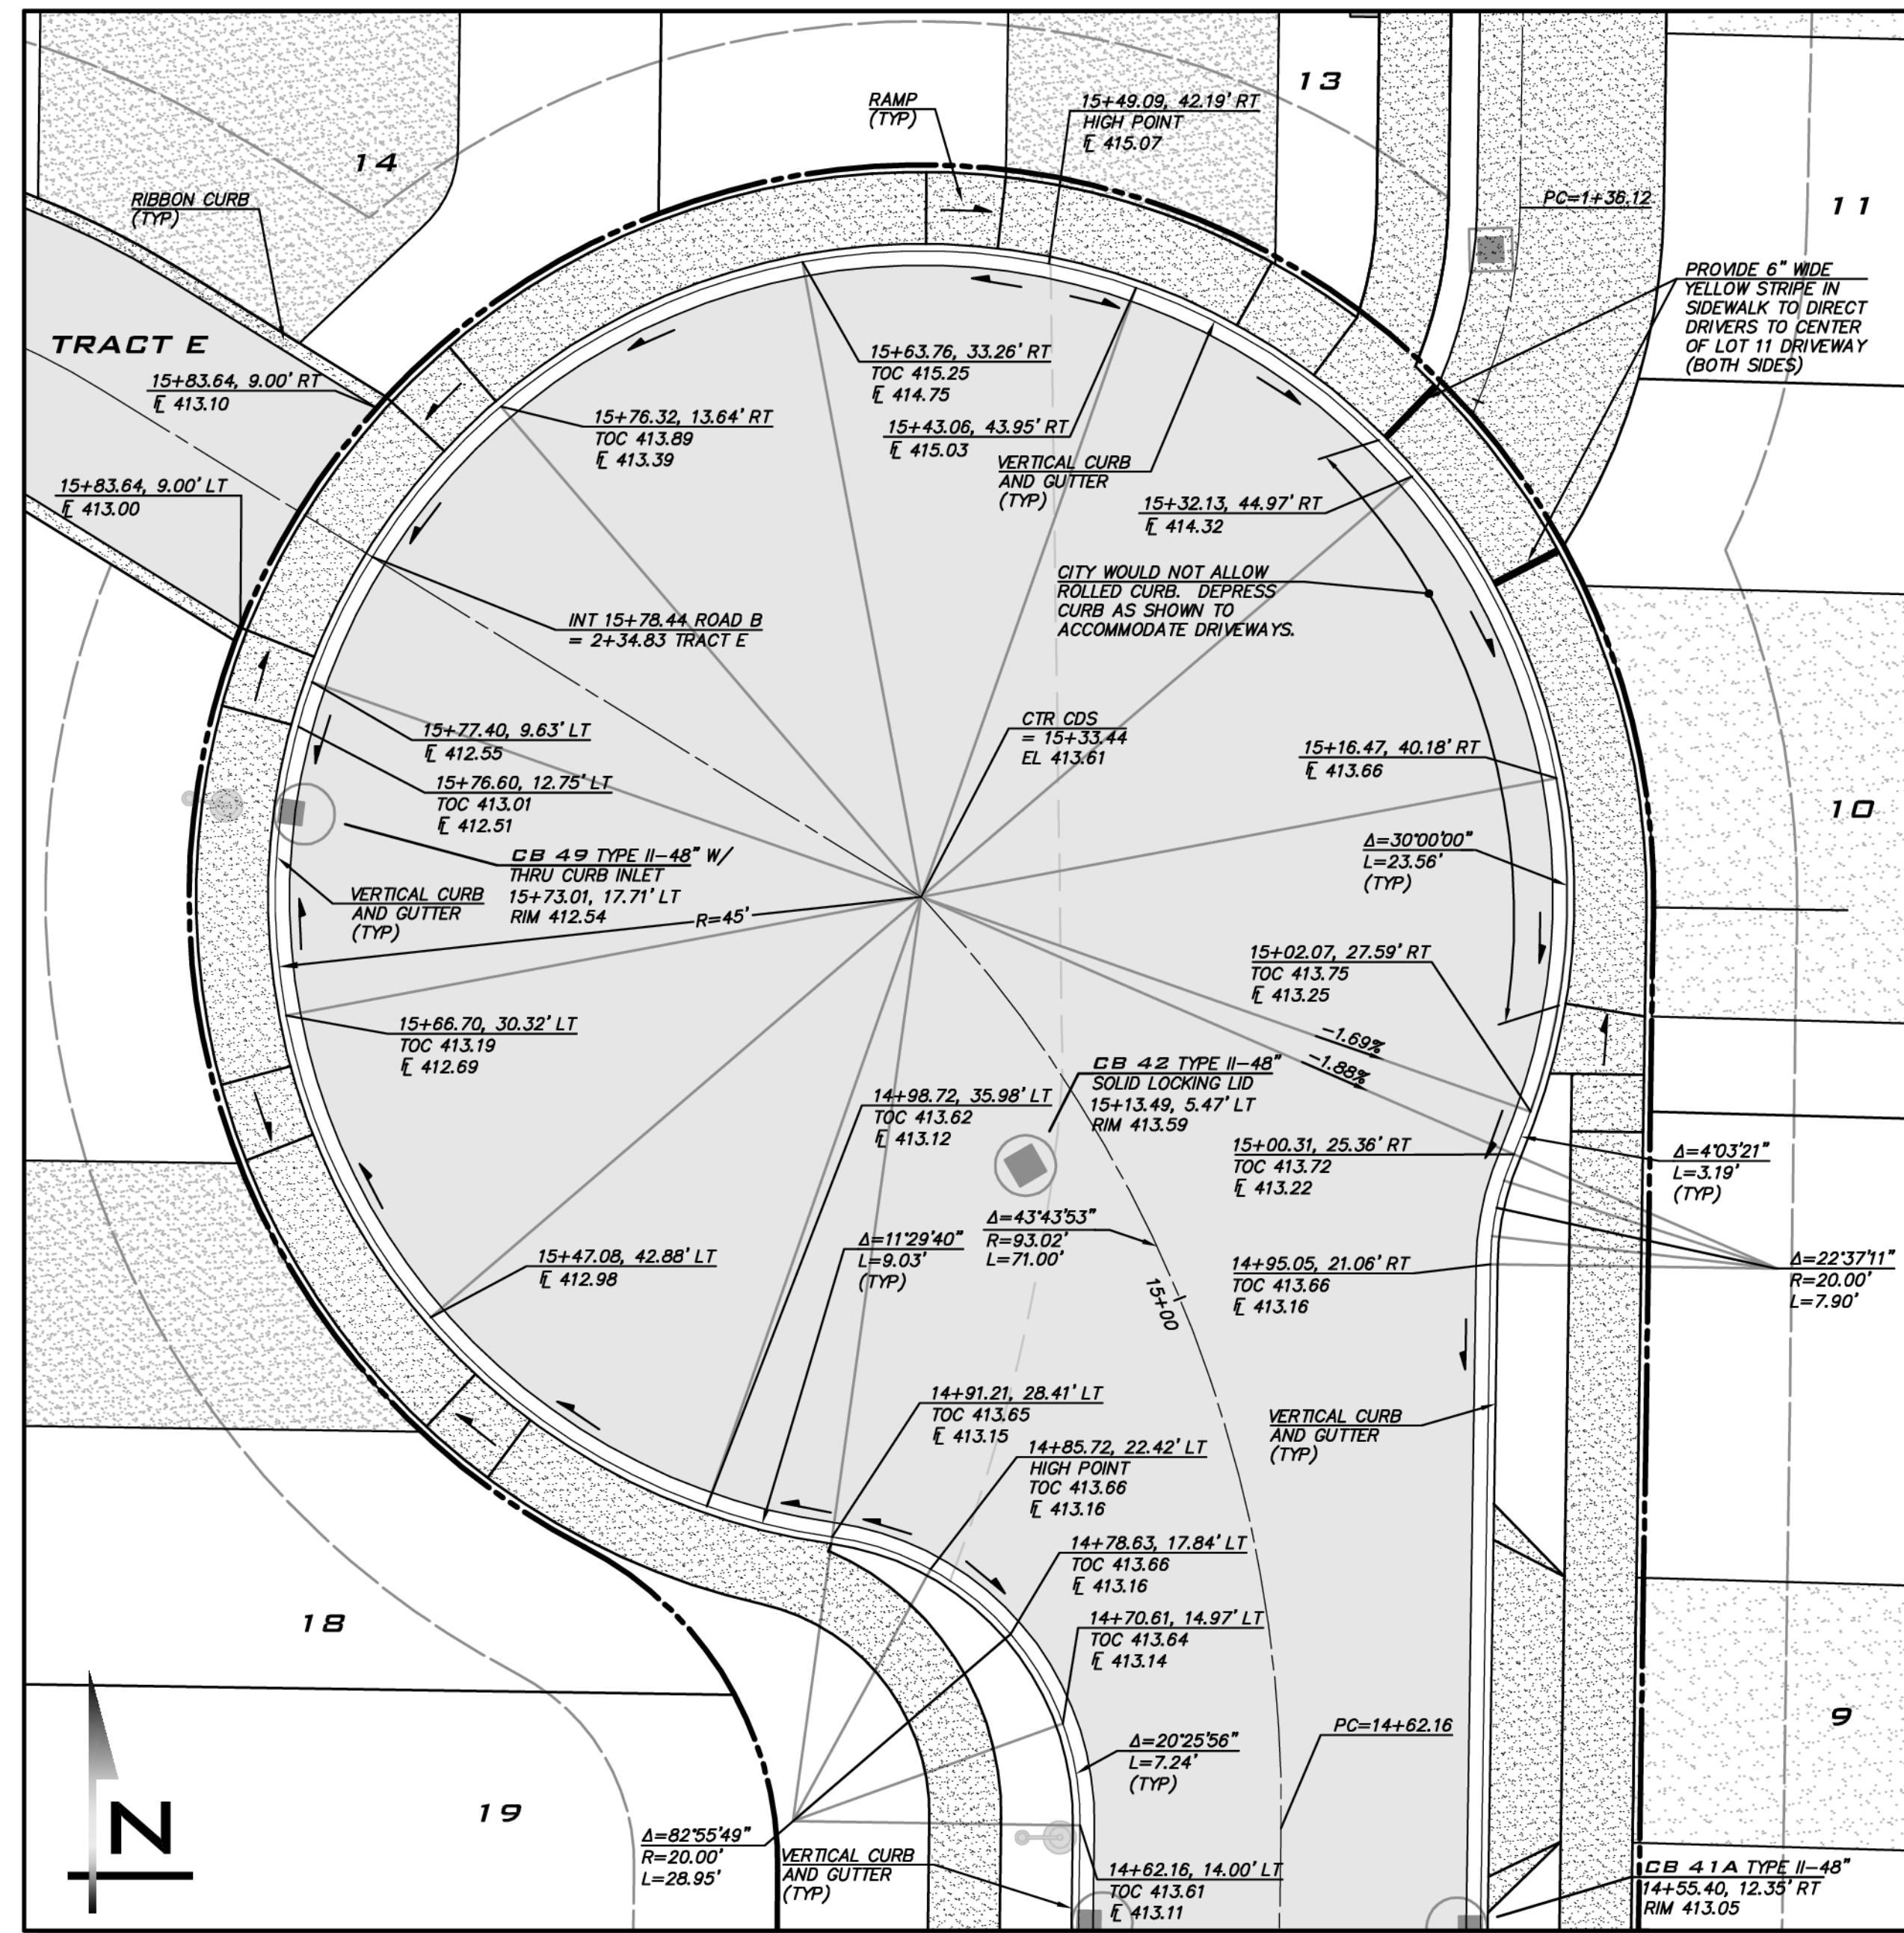 13
RAMP
(TYP)
15+49.09, 42.19' RT
HIGH POINT
FL 415.07
14
RIBBON CURB
(TYP)
PC=1+36.12
11
PROVIDE 6" WIDE
YELLOW STRIPE IN
SIDEWALK TO DIRECT
DRIVERS TO CENTER
OF LOT 11 DRIVEWAY
(BOTH SIDES)
TRACT E
15+83.64, 9.00' RT
FL 413.10
15+63.76, 33.26' RT
TOC 415.25
FL 414.75
15+76.32, 13.64' RT
TOC 413.89
FL 413.39
15+43.06, 43.95' RT
FL 415.03
VERTICAL CURB
AND GUTTER
(TYP)
15+83.64, 9.00' LT
FL 413.00
15+32.13, 44.97' RT
FL 414.32
CITY WOULD NOT ALLOW
ROLLED CURB. DEPRESS
CURB AS SHOWN TO
ACCOMMODATE DRIVEWAYS.
INT 15+78.44 ROAD B
= 2+34.83 TRACT E
15+77.40, 9.63' LT
FL 412.55
CTR CDS
= 15+33.44
EL 413.61
15+16.47, 40.18' RT
FL 413.66
15+76.60, 12.75' LT
TOC 413.01
FL 412.51
10
Δ=30°00'00"
L=23.56'
(TYP)
CB 49 TYPE II-48" W/
THRU CURB INLET
15+73.01, 17.71' LT
RIM 412.54
VERTICAL CURB
AND GUTTER
(TYP)
R=45'
15+02.07, 27.59' RT
TOC 413.75
FL 413.25
15+66.70, 30.32' LT
TOC 413.19
FL 412.69
-1.69%
-1.88%
CB 42 TYPE II-48"
SOLID LOCKING LID
15+13.49, 5.47' LT
RIM 413.59
14+98.72, 35.98' LT
TOC 413.62
FL 413.12
15+00.31, 25.36' RT
TOC 413.72
FL 413.22
Δ=4°03'21"
L=3.19'
(TYP)
Δ=43°43'53"
R=93.02'
L=71.00'
Δ=11°29'40"
L=9.03'
(TYP)
15+47.08, 42.88' LT
FL 412.98
14+95.05, 21.06' RT
TOC 413.66
FL 413.16
Δ=22°37'11"
R=20.00'
L=7.90'
15+00
14+91.21, 28.41' LT
TOC 413.65
FL 413.15
VERTICAL CURB
AND GUTTER
(TYP)
14+85.72, 22.42' LT
HIGH POINT
TOC 413.66
FL 413.16
14+78.63, 17.84' LT
TOC 413.66
FL 413.16
18
14+70.61, 14.97' LT
TOC 413.64
FL 413.14
9
PC=14+62.16
Δ=20°25'56"
L=7.24'
(TYP)
N
19
Δ=82°55'49"
R=20.00'
L=28.95'
VERTICAL CURB
AND GUTTER
(TYP)
14+62.16, 14.00' LT
TOC 413.61
FL 413.11
CB 41A TYPE II-48"
14+55.40, 12.35' RT
RIM 413.05